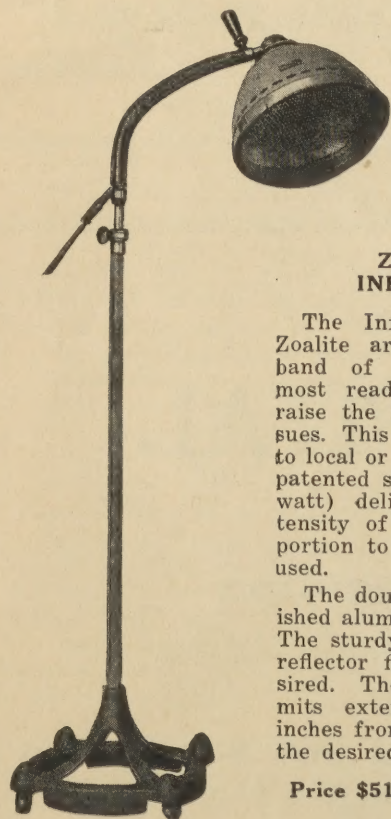 Z
INF
The In
Zoalite ar
band of
most read
raise the
sues. This
to local or
patented s
watt) deli
tensity of
portion to
used.
The dou
ished alum
The sturdy
reflector f
sired. The
mits exte
inches fro
the desired
Price $51